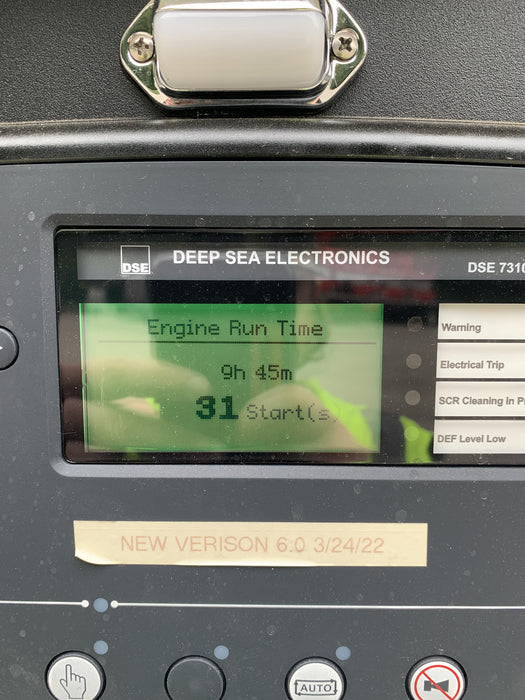 DSE
DEEP SEA ELECTRONICS
DSE 7310
Engine Run Time
9h 45m
31 Start(s)
Warning
Electrical Trip
SCR Cleaning In
DEF Level Low
NEW VERISON 6.0 3/24/22
AUTO